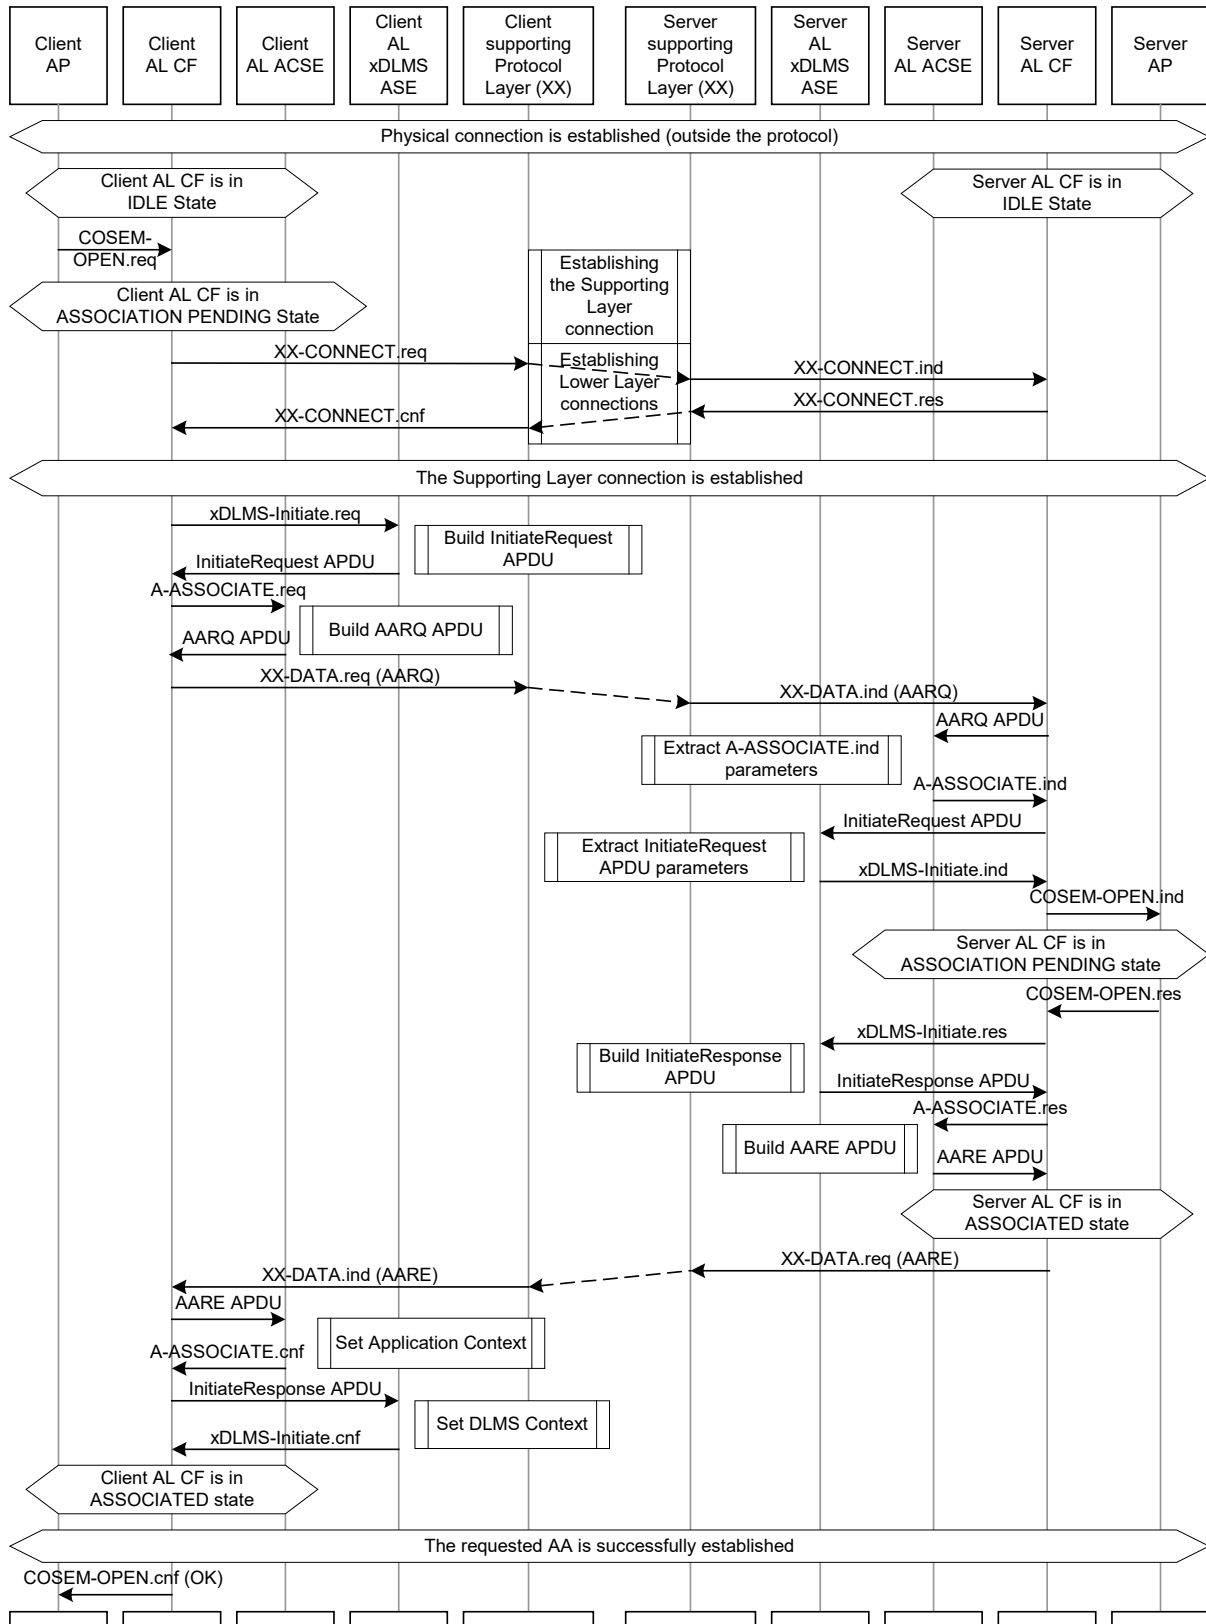 Client
AP
Client
AL CF
Client
AL ACSE
Client
AL
xDLMS
ASE
Client
supporting
Protocol
Layer (XX)
Server
supporting
Protocol
Layer (XX)
Server
AL
xDLMS
ASE
Server
AL ACSE
Server
AL CF
Server
AP
Physical connection is established (outside the protocol)
Client AL CF is in
IDLE State
Server AL CF is in
IDLE State
COSEM-
OPEN.req
Establishing
the Supporting
Layer
connection
Client AL CF is in
ASSOCIATION PENDING State
XX-CONNECT.req
Establishing
Lower Layer
connections
XX-CONNECT.ind
XX-CONNECT.res
XX-CONNECT.cnf
The Supporting Layer connection is established
xDLMS-Initiate.req
Build InitiateRequest
APDU
InitiateRequest APDU
A-ASSOCIATE.req
Build AARQ APDU
AARQ APDU
XX-DATA.req (AARQ)
XX-DATA.ind (AARQ)
AARQ APDU
Extract A-ASSOCIATE.ind
parameters
A-ASSOCIATE.ind
InitiateRequest APDU
Extract InitiateRequest
APDU parameters
xDLMS-Initiate.ind
COSEM-OPEN.ind
Server AL CF is in
ASSOCIATION PENDING state
COSEM-OPEN.res
xDLMS-Initiate.res
Build InitiateResponse
APDU
InitiateResponse APDU
A-ASSOCIATE.res
Build AARE APDU
AARE APDU
Server AL CF is in
ASSOCIATED state
XX-DATA.req (AARE)
XX-DATA.ind (AARE)
AARE APDU
Set Application Context
A-ASSOCIATE.cnf
InitiateResponse APDU
Set DLMS Context
xDLMS-Initiate.cnf
Client AL CF is in
ASSOCIATED state
The requested AA is successfully established
COSEM-OPEN.cnf (OK)